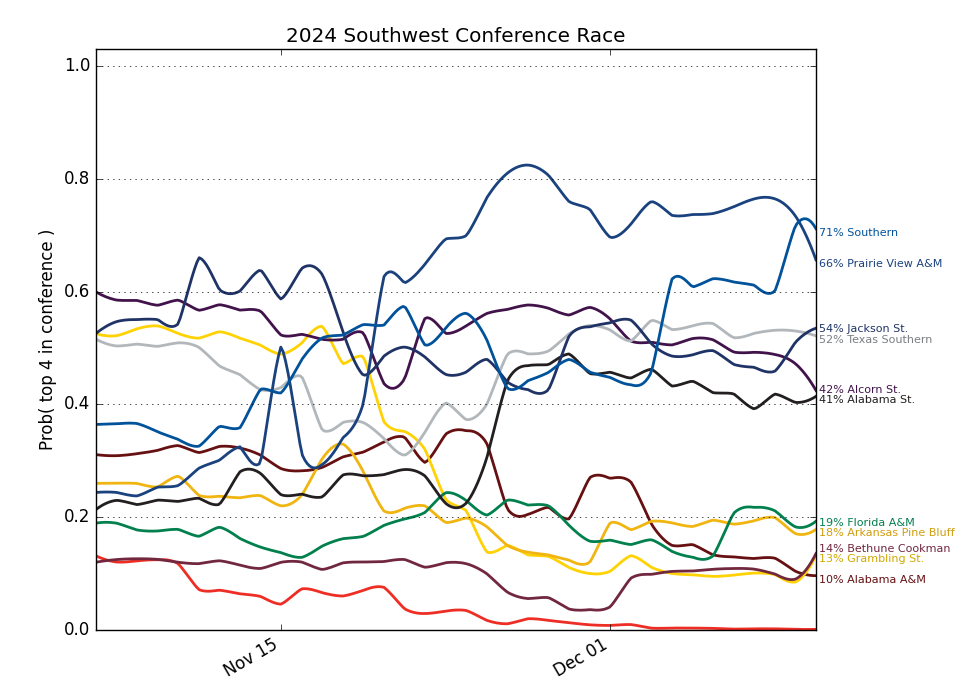 2024 Southwest Conference Race
Prob( top 4 in conference )
1.0
0.8
0.6
0.4
0.2
0.0
Nov 15
Dec 01
71% Southern
66% Prairie View A&M
54% Jackson St.
52% Texas Southern
42% Alcorn St.
41% Alabama St.
19% Florida A&M
18% Arkansas Pine Bluff
14% Bethune Cookman
13% Grambling St.
10% Alabama A&M